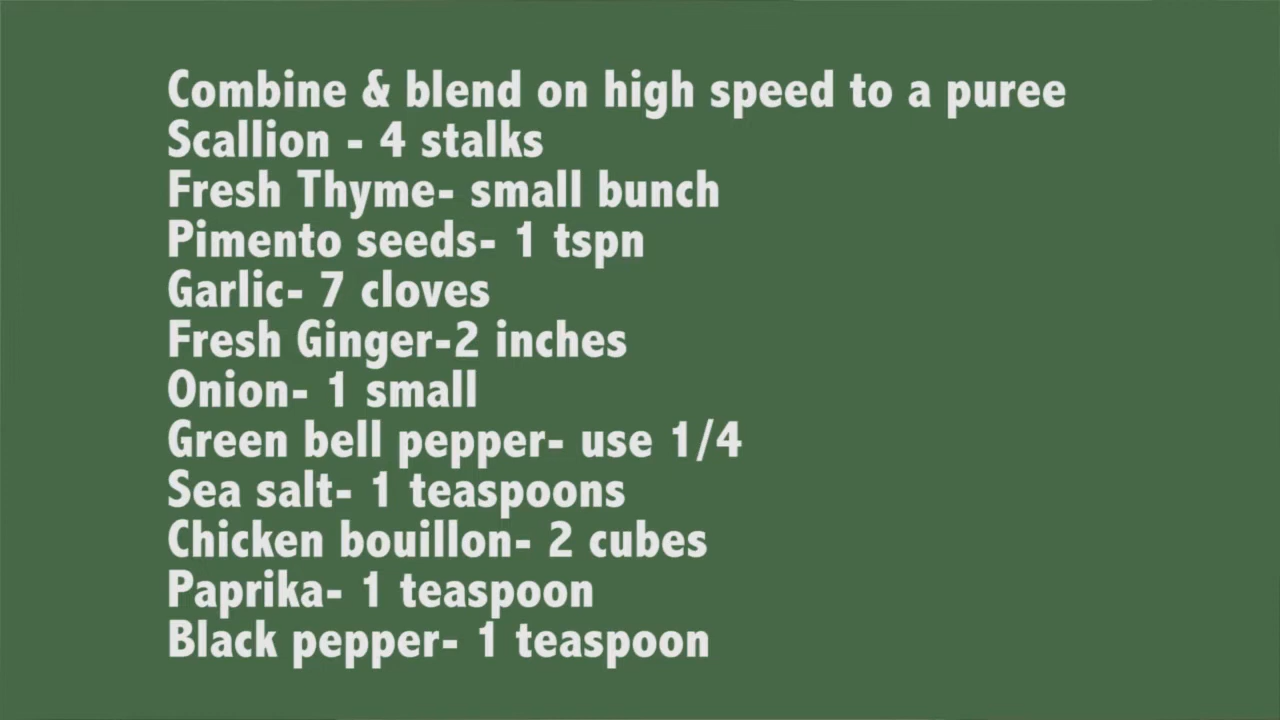 Combine & blend on high speed to a puree
Scallion - 4 stalks
Fresh Thyme- small bunch
Pimento seeds- 1 tspn
Garlic- 7 cloves
Fresh Ginger-2 inches
Onion- 1 small
Green bell pepper- use 1/4
Sea salt- 1 teaspoons
Chicken bouillon- 2 cubes
Paprika- 1 teaspoon
Black pepper- 1 teaspoon